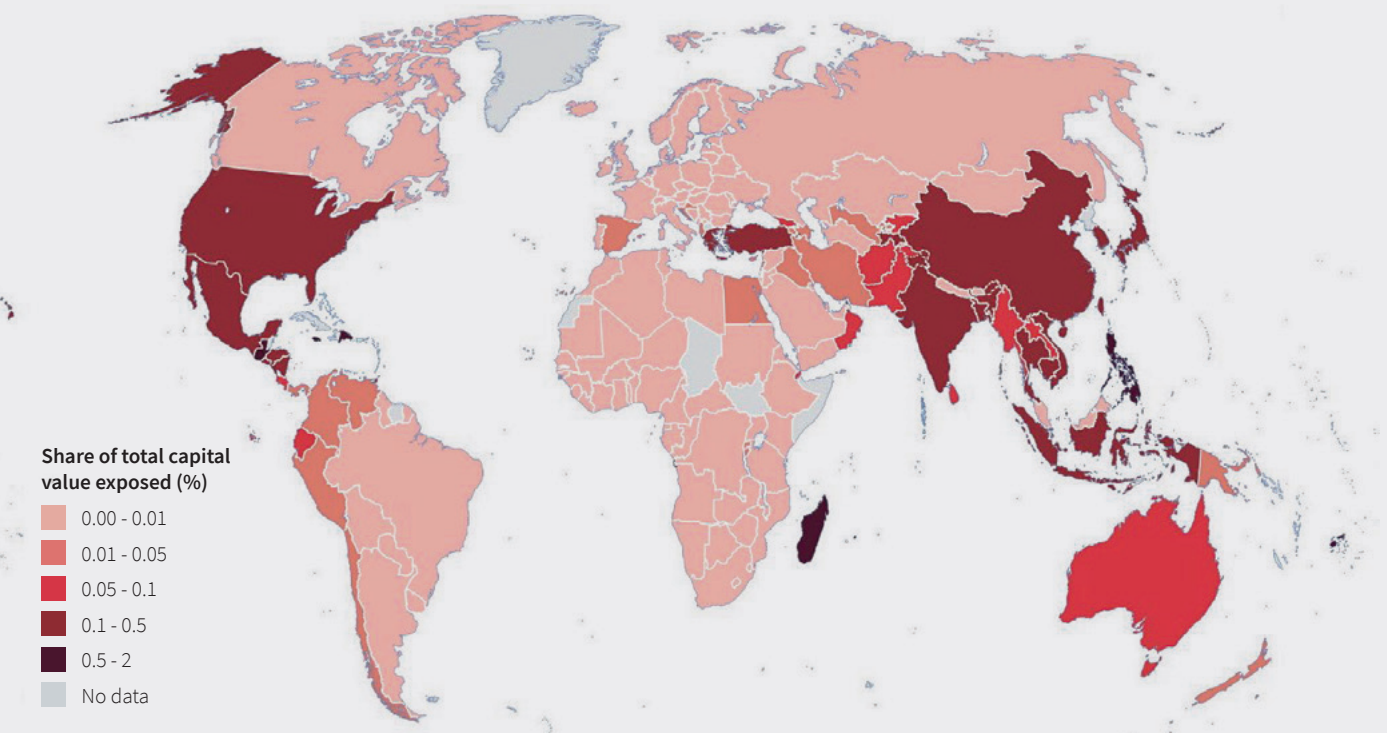 Share of total capital
value exposed (%)
0.00 - 0.01
0.01 - 0.05
0.05 - 0.1
0.1 - 0.5
0.5 - 2
No data